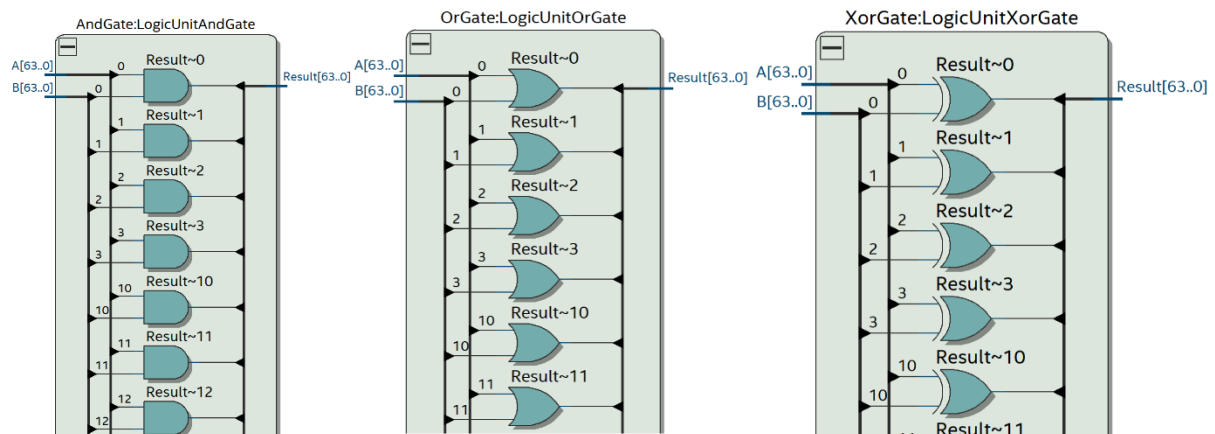 AndGate:LogicUnitAndGate
A[63..0]
B[63..0]
Result[63..0]
0
0
Result~0
1
1
Result~1
2
2
Result~2
3
3
Result~3
10
10
Result~10
11
11
Result~11
12
12
Result~12
OrGate:LogicUnitOrGate
A[63..0]
B[63..0]
Result[63..0]
0
0
Result~0
1
1
Result~1
2
2
Result~2
3
3
Result~3
10
10
Result~10
11
11
Result~11
XorGate:LogicUnitXorGate
A[63..0]
B[63..0]
Result[63..0]
0
0
Result~0
1
1
Result~1
2
2
Result~2
3
3
Result~3
10
10
Result~10
Result~11